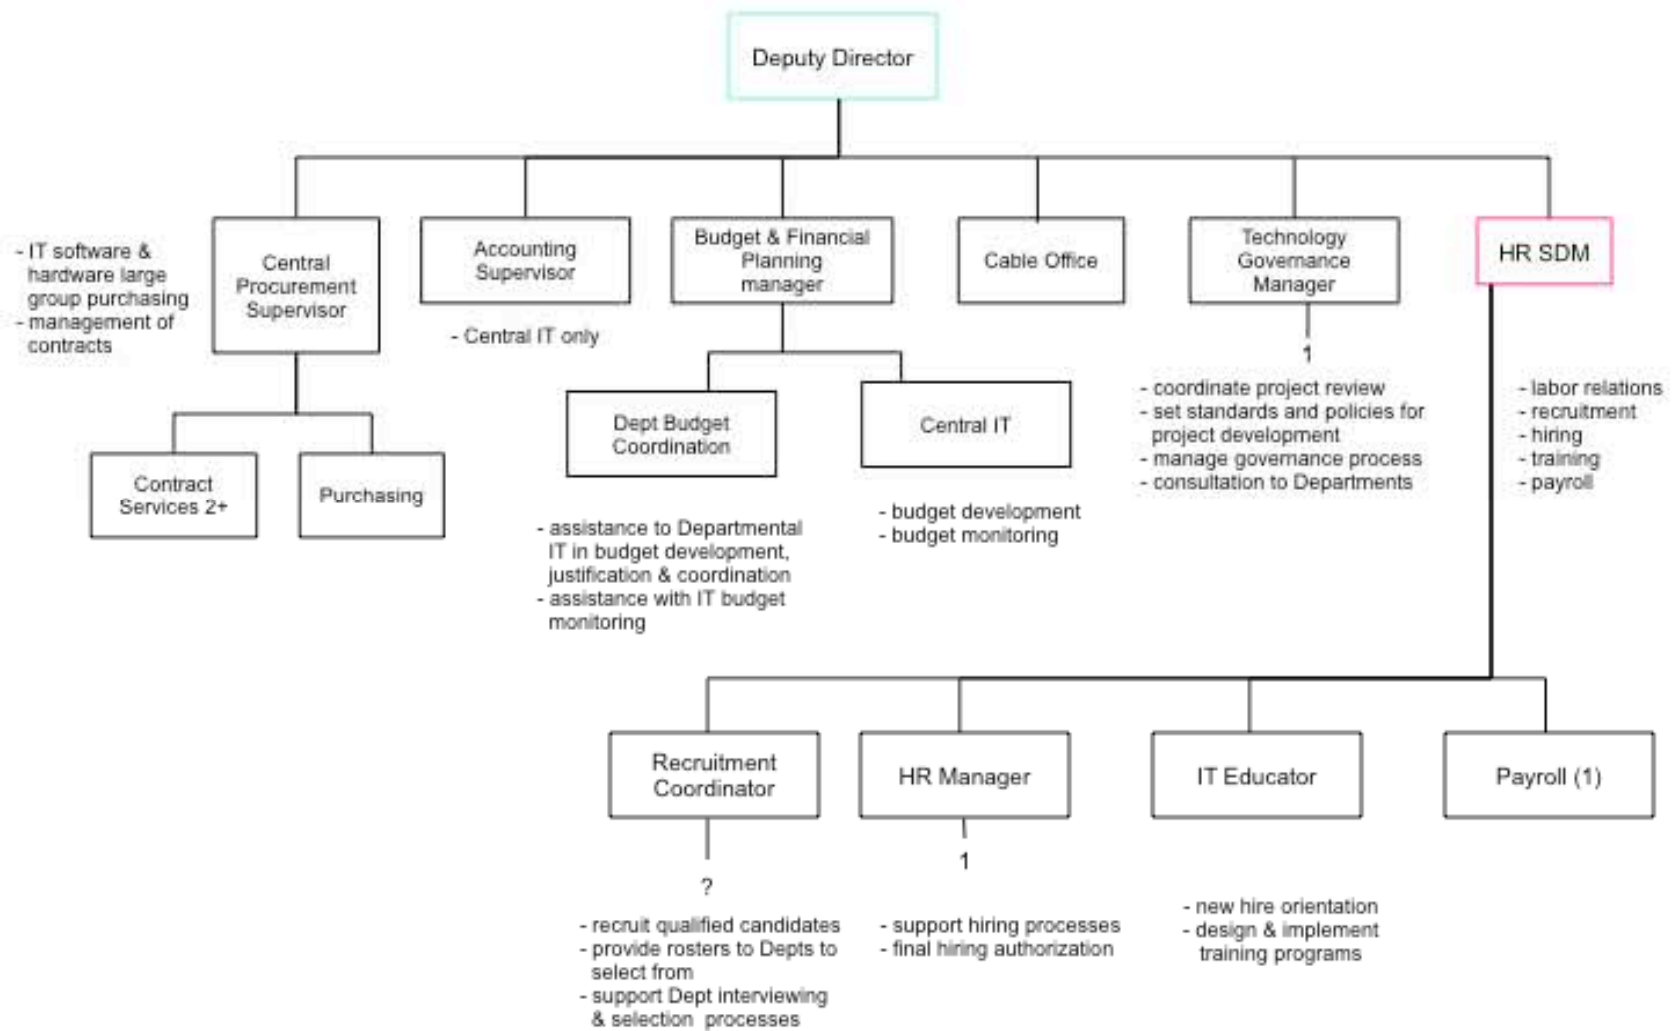 Deputy Director
- IT software &
hardware large
group purchasing
- management of
contracts
Central
Procurement
Supervisor
Accounting
Supervisor
- Central IT only
Budget & Financial
Planning
manager
Cable Office
Technology
Governance
Manager
1
- coordinate project review
- set standards and policies for
project development
- manage governance process
- consultation to Departments
HR SDM
- labor relations
- recruitment
- hiring
- training
- payroll
Contract
Services 2+
Purchasing
Dept Budget
Coordination
- assistance to Departmental
IT in budget development,
justification & coordination
- assistance with IT budget
monitoring
Central IT
- budget development
- budget monitoring
Recruitment
Coordinator
?
- recruit qualified candidates
- provide rosters to Depts to
select from
- support Dept interviewing
& selection processes
HR Manager
1
- support hiring processes
- final hiring authorization
IT Educator
- new hire orientation
- design & implement
training programs
Payroll (1)